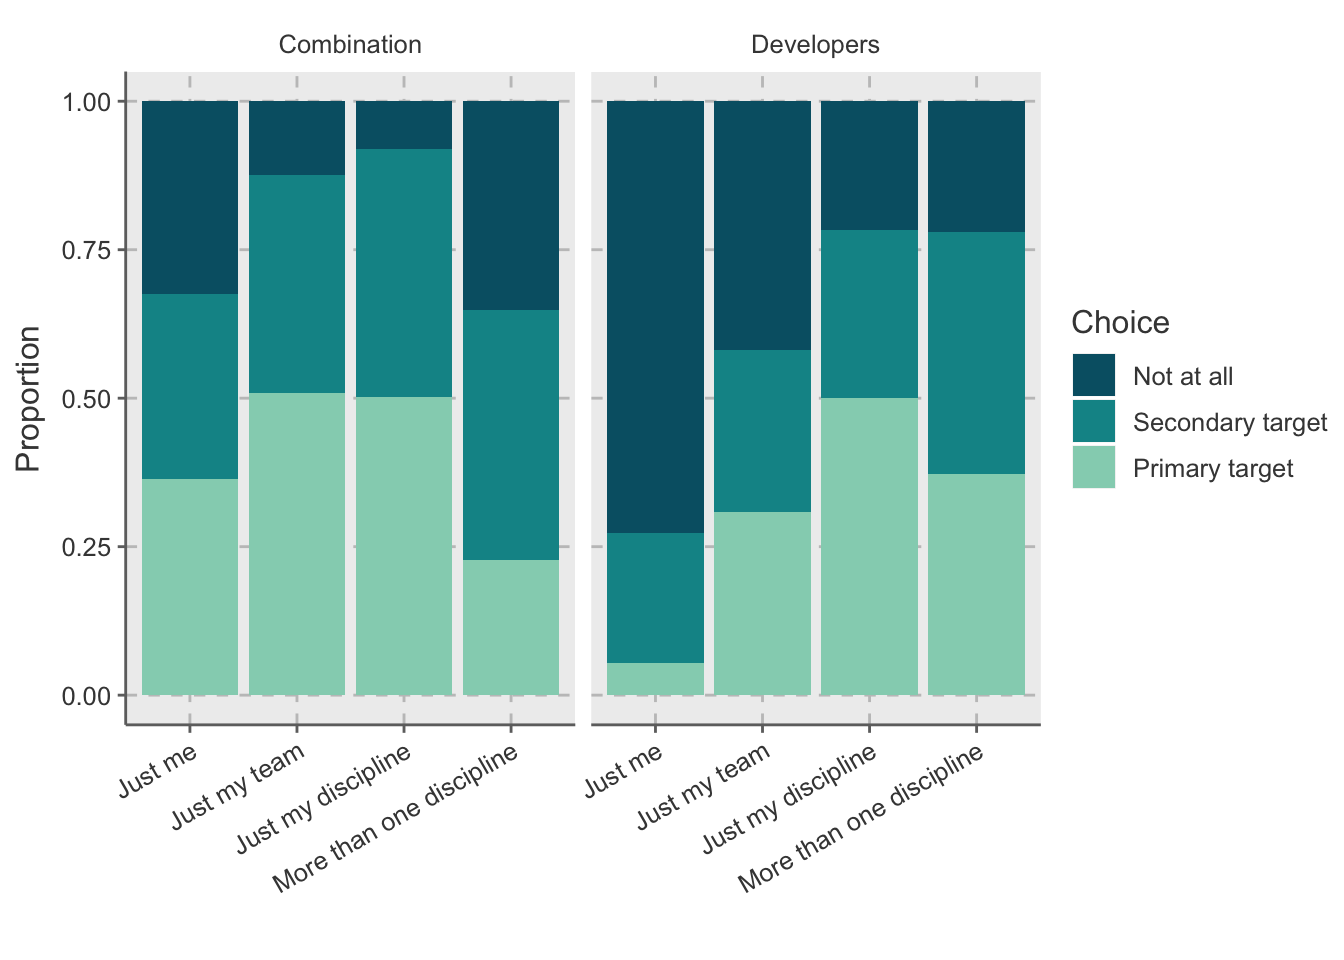 Combination
Developers
1.00
0.75
0.50
0.25
0.00
Proportion
Just me
Just my team
Just my discipline
More than one discipline
Just me
Just my team
Just my discipline
More than one discipline
Choice
Not at all
Secondary target
Primary target